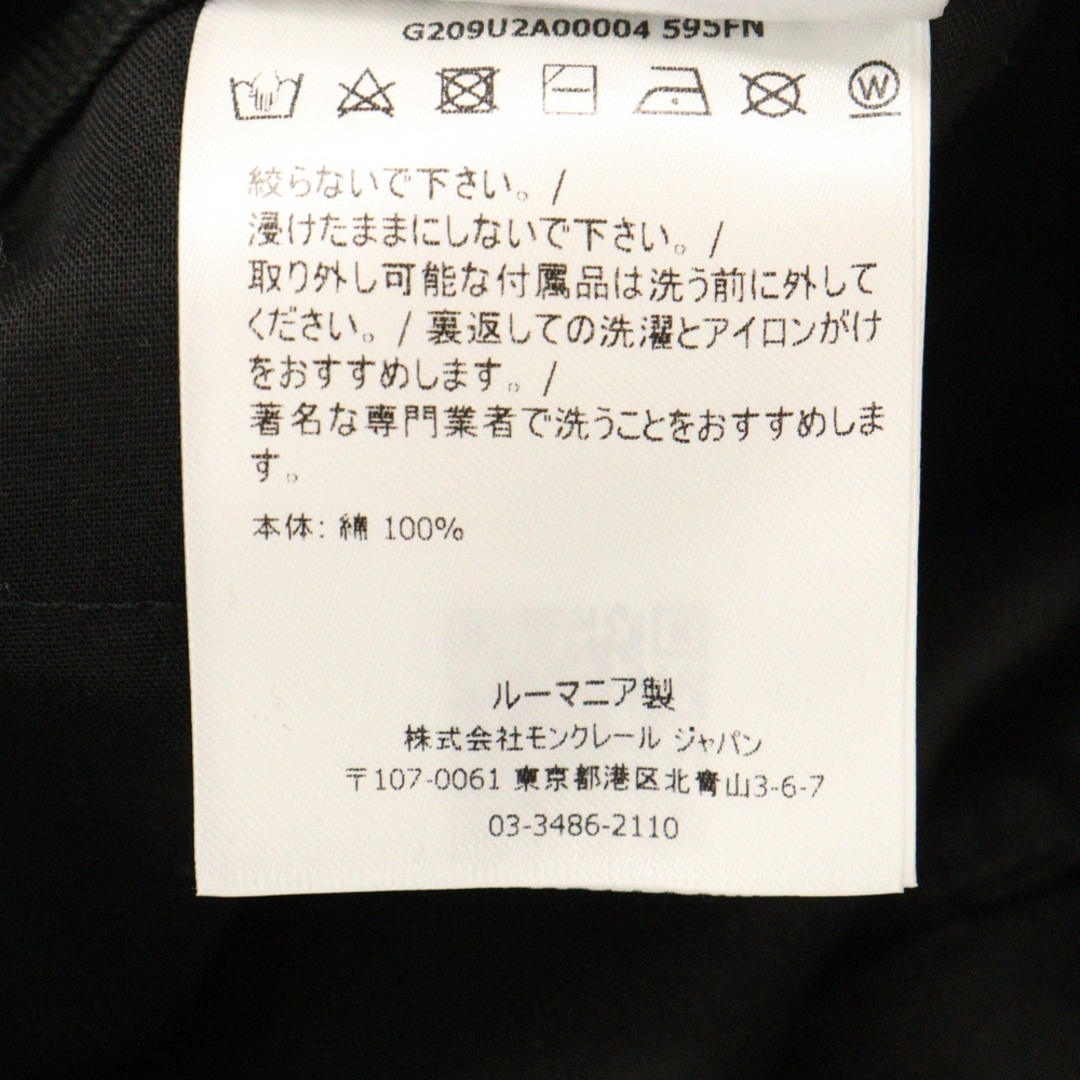 G209U2A00004 595FN
W
絞らないで下さい。/
浸けたままにしないで下さい。/
取り外し可能な付属品は洗う前に外して
ください。/ 裏返しての洗濯とアイロンがけ
をおすすめします。/
著名な専門業者で洗うことをおすすめしま
す。
本体: 綿 100%
ルーマニア製
株式会社モンクレール ジャパン
〒107-0061 東京都港区北青山3-6-7
03-3486-2110